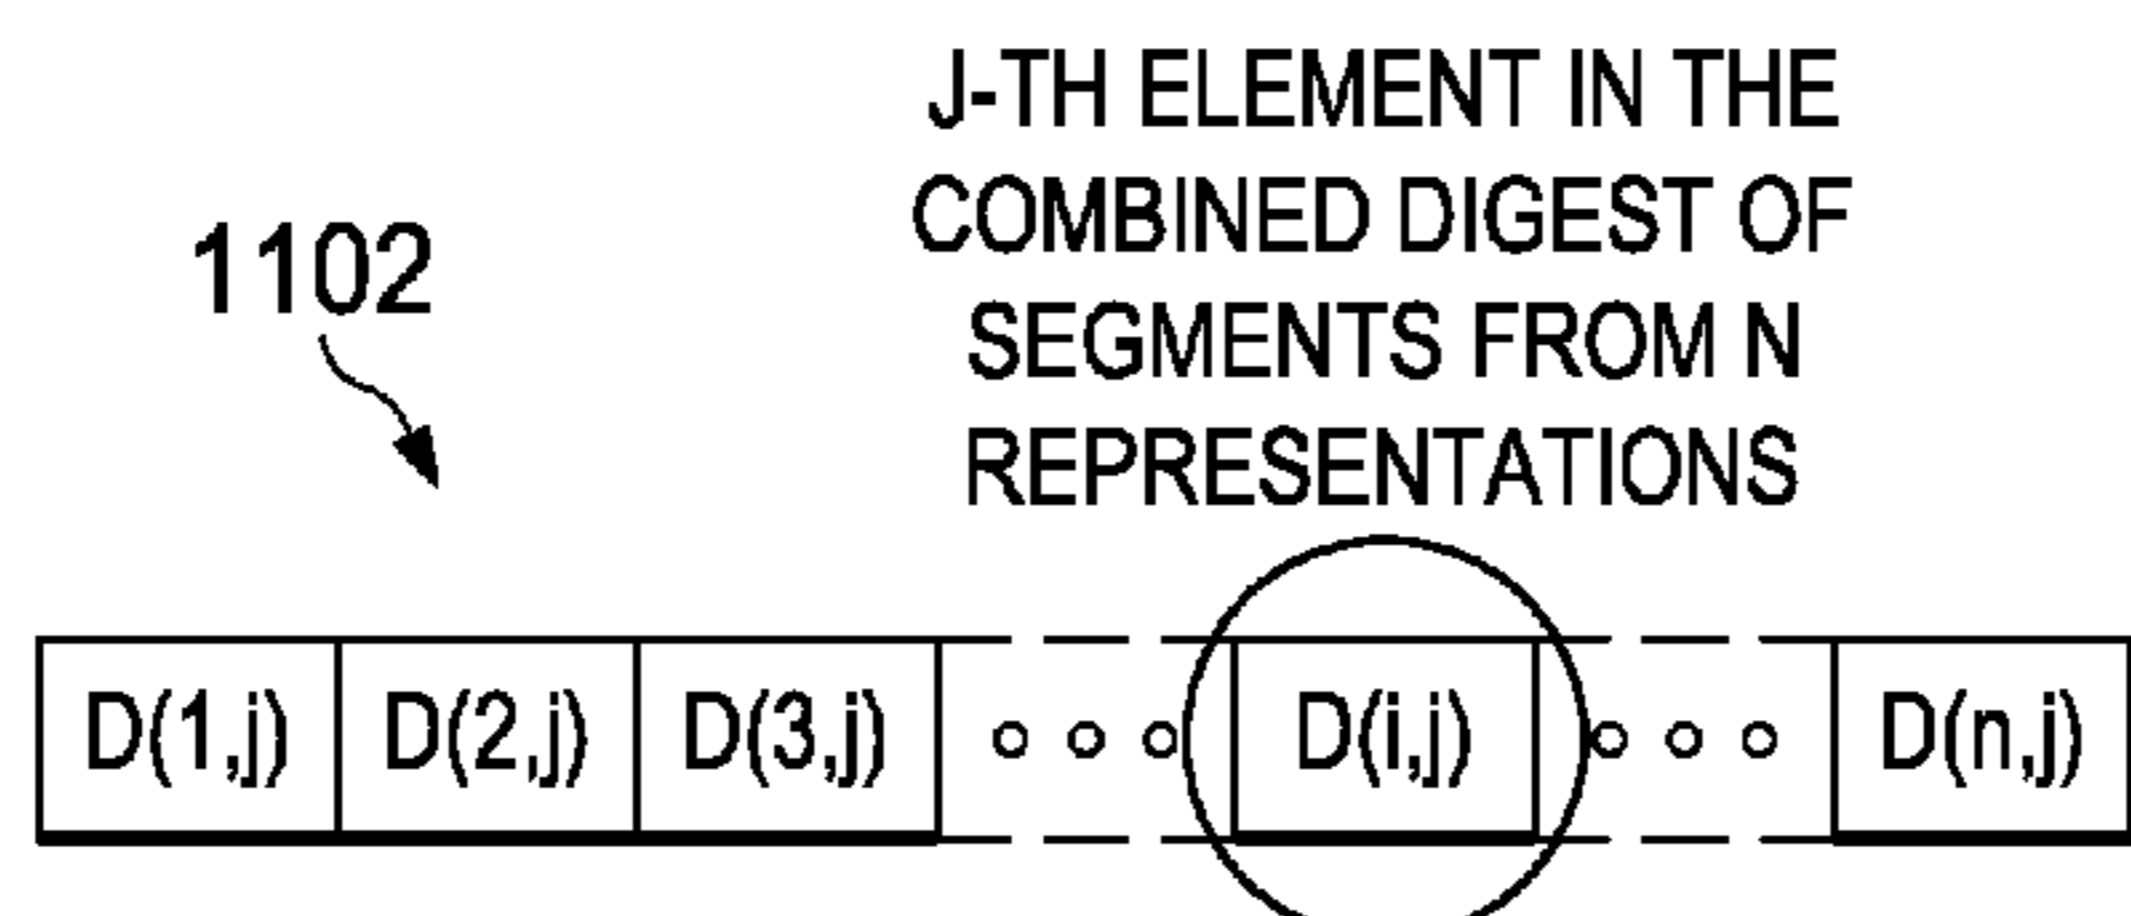 J-TH ELEMENT IN THE
COMBINED DIGEST OF
SEGMENTS FROM N
REPRESENTATIONS
1102
D(1,j) D(2,j) D(3,j) D(i,j) D(n,j)